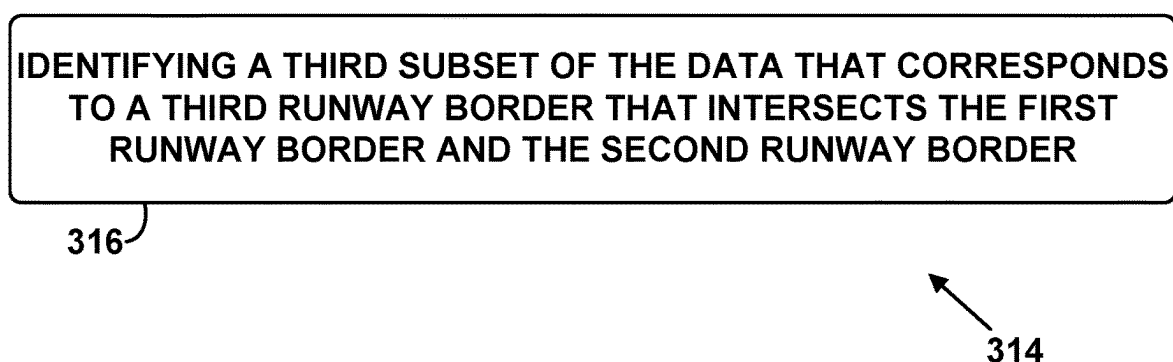 IDENTIFYING A THIRD SUBSET OF THE DATA THAT CORRESPONDS
TO A THIRD RUNWAY BORDER THAT INTERSECTS THE FIRST
RUNWAY BORDER AND THE SECOND RUNWAY BORDER
316
314